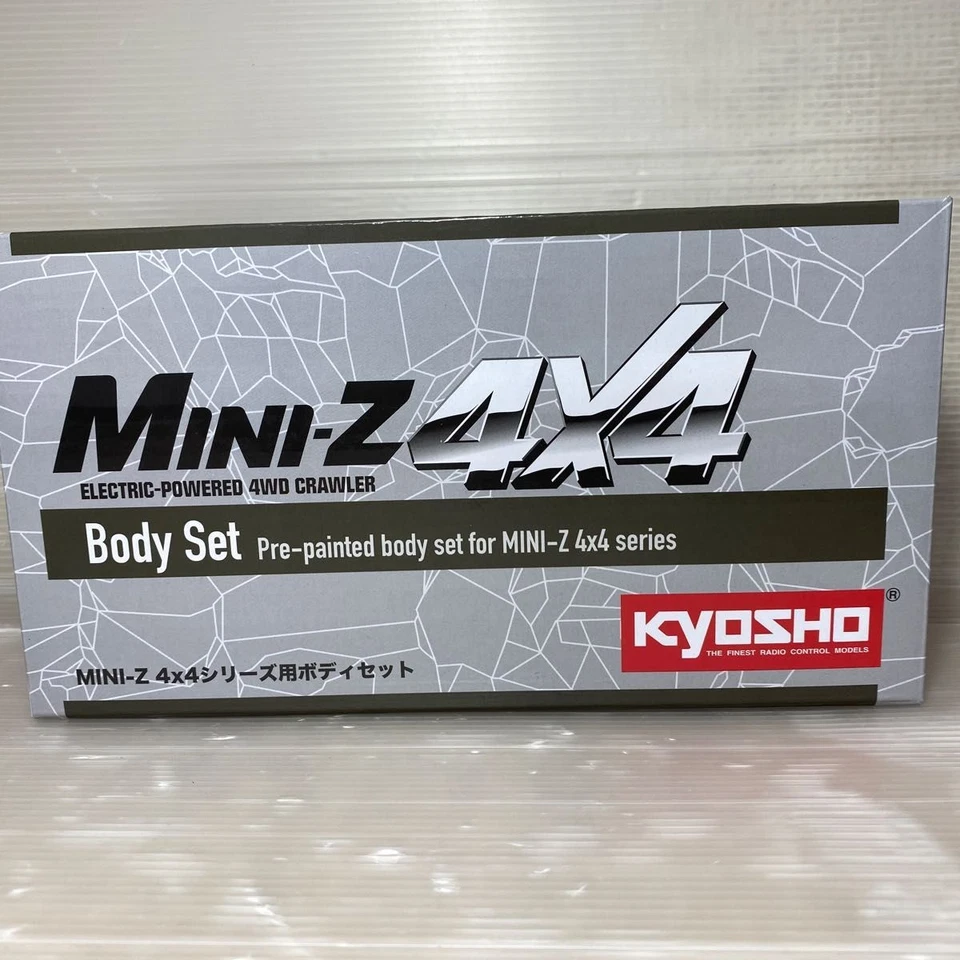 MINI-Z 4x4
ELECTRIC-POWERED 4WD CRAWLER
Body Set Pre-painted body set for MINI-Z 4x4 series
KYOSHO®
THE FINEST RADIO CONTROL MODELS
MINI-Z 4x4シリーズ用ボディセット